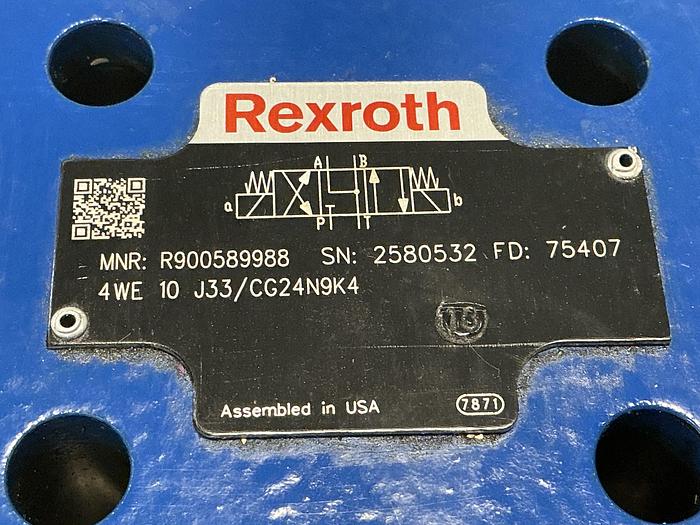 Rexroth
A B
a b
P T
MNR: R900589988 SN: 2580532 FD: 75407
4WE 10 J33/CG24N9K4
Assembled in USA 7871